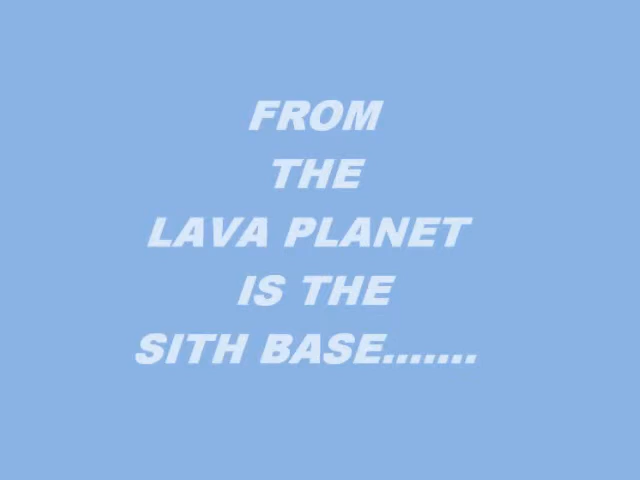 FROM
THE
LAVA PLANET
IS THE
SITH BASE.......